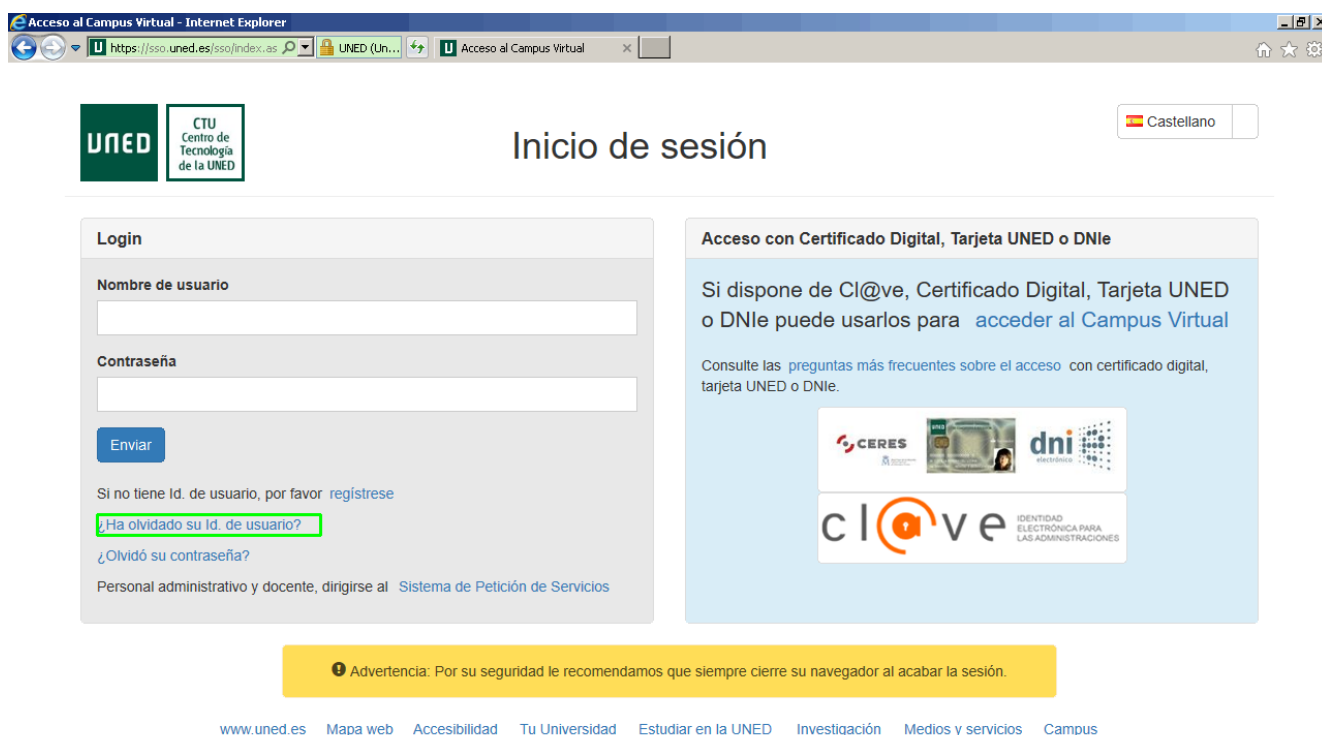 Acceso al Campus Virtual - Internet Explorer
https://sso.uned.es/sso/index.as
UNED (Un...
Acceso al Campus Virtual
UNED
CTU
Centro de
Tecnología
de la UNED
Inicio de sesión
Castellano
Login
Nombre de usuario
Contraseña
Enviar
Si no tiene Id. de usuario, por favor regístrese
¿Ha olvidado su Id. de usuario?
¿Olvidó su contraseña?
Personal administrativo y docente, dirigirse al Sistema de Petición de Servicios
Acceso con Certificado Digital, Tarjeta UNED o DNIe
Si dispone de Cl@ve, Certificado Digital, Tarjeta UNED
o DNIe puede usarlos para acceder al Campus Virtual
Consulte las preguntas más frecuentes sobre el acceso con certificado digital,
tarjeta UNED o DNIe.
CERES
dni
electrónico
cl@ve
IDENTIDAD
ELECTRÓNICA PARA
LAS ADMINISTRACIONES
Advertencia: Por su seguridad le recomendamos que siempre cierre su navegador al acabar la sesión.
www.uned.es Mapa web Accesibilidad Tu Universidad Estudiar en la UNED Investigación Medios y servicios Campus